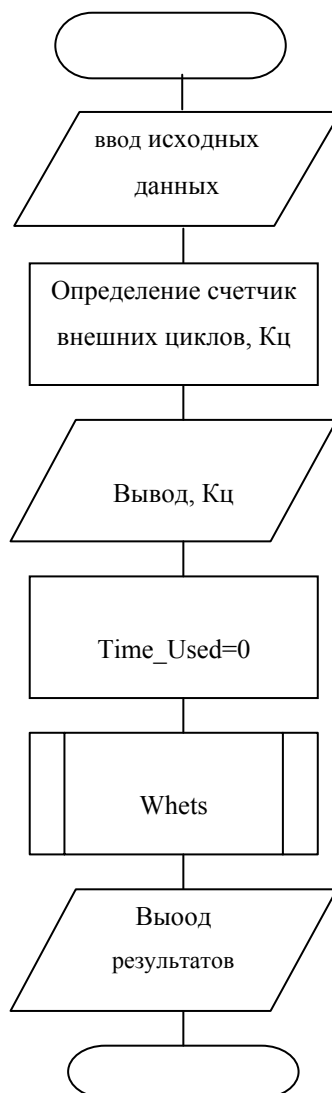 ввод исходных
данных
Определение счетчик
внешних циклов, Кц
Вывод, Кц
Time_Used=0
Whets
Выоод
результатов